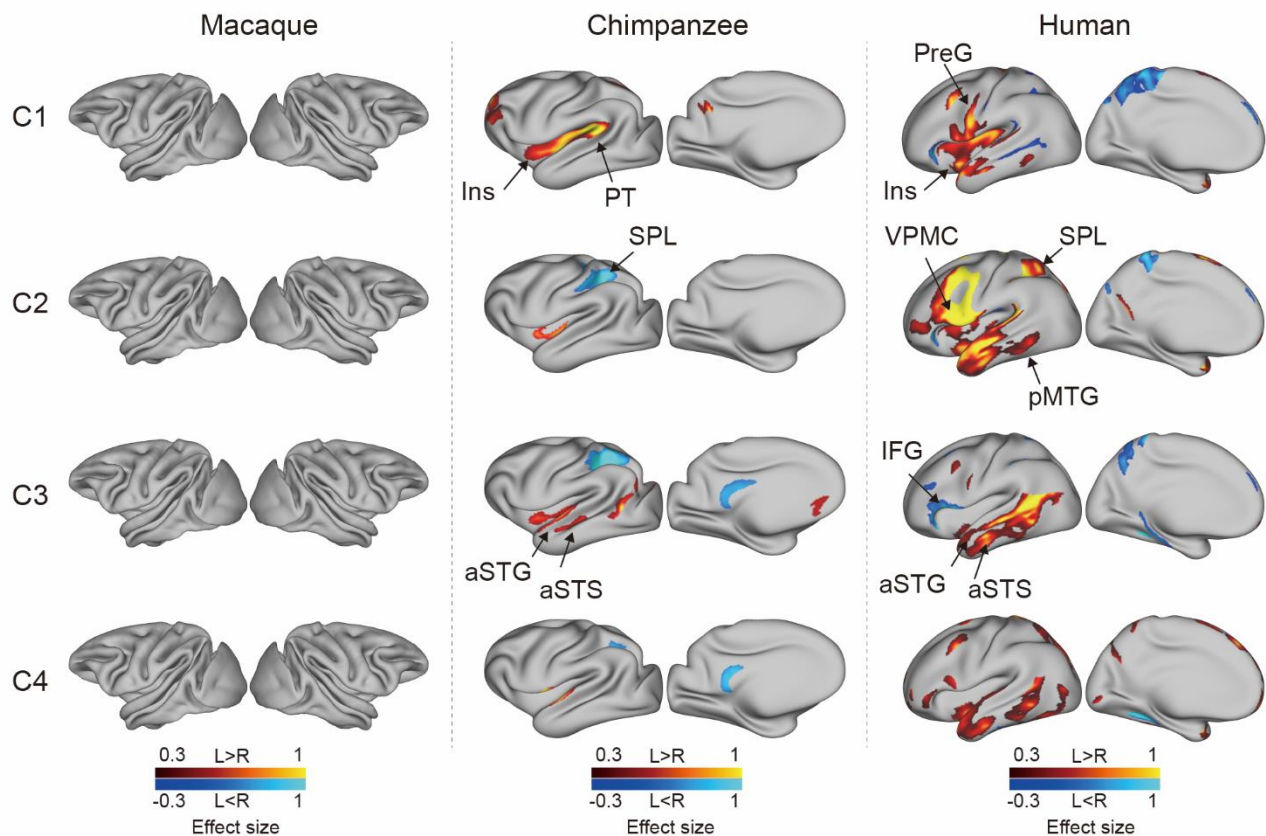 Macaque
Chimpanzee
Human
C1
Ins
PT
PreG
Ins
C2
SPL
VPMC
SPL
pMTG
C3
aSTG
aSTS
IFG
aSTG
aSTS
C4
0.3 L>R 1
-0.3 L<R 1
Effect size
0.3 L>R 1
-0.3 L<R 1
Effect size
0.3 L>R 1
-0.3 L<R 1
Effect size